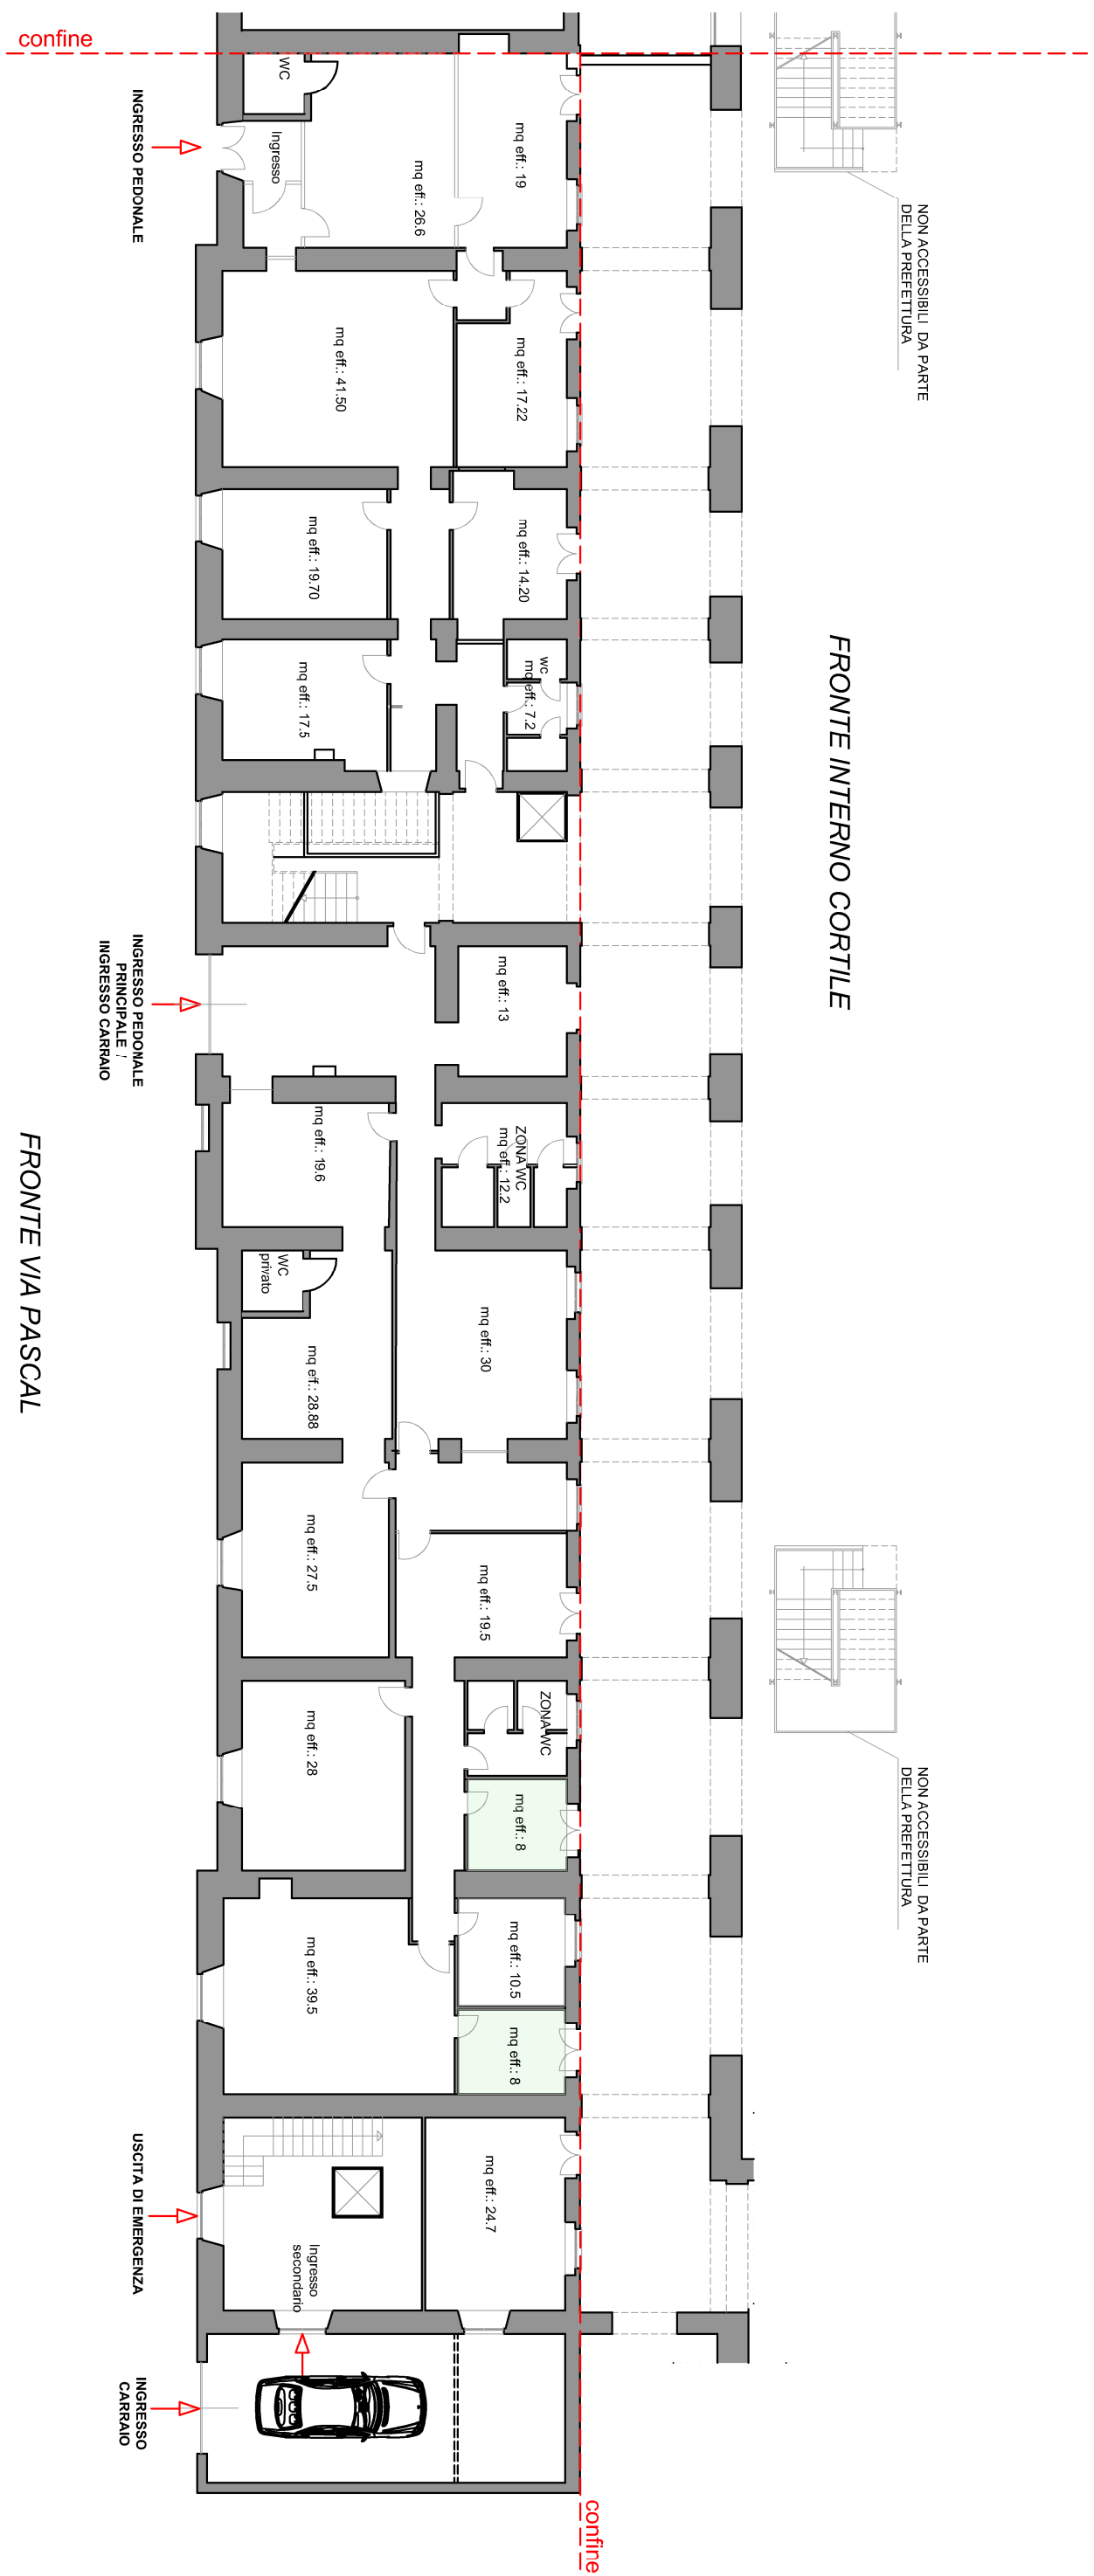 confine
INGRESSO PEDONALE
WC
Ingresso
mq eff.: 26.6
mq eff.: 19
NON ACCESSIBILI DA PARTE
DELLA PREFETTURA
mq eff.: 41.50
mq eff.: 17.22
mq eff.: 19.70
mq eff.: 14.20
mq eff.: 17.5
wc
mq eff.: 7.2
FRONTE INTERNO CORTILE
INGRESSO PEDONALE
PRINCIPALE /
INGRESSO CARRAIO
mq eff.: 13
mq eff.: 19.6
ZONA WC
mq eff.: 12.2
FRONTE VIA PASCAL
WC
privato
mq eff.: 28.88
mq eff.: 30
mq eff.: 27.5
mq eff.: 19.5
mq eff.: 28
ZONA WC
mq eff.: 8
NON ACCESSIBILI DA PARTE
DELLA PREFETTURA
mq eff.: 39.5
mq eff.: 10.5
mq eff.: 8
USCITA DI EMERGENZA
mq eff.: 24.7
Ingresso
secondario
INGRESSO
CARRAIO
confine